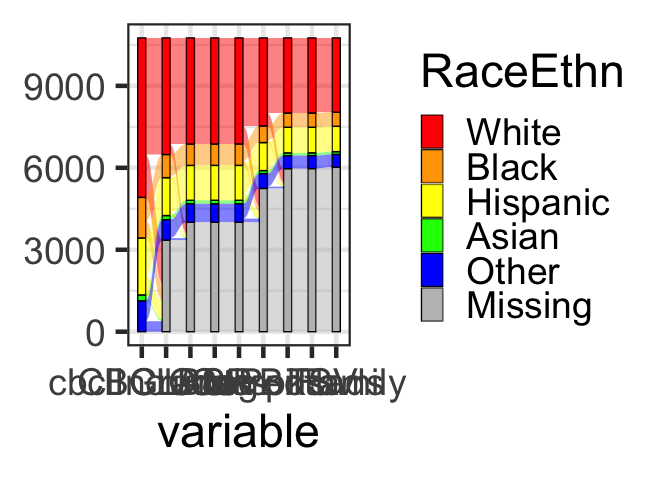 RaceEthn
9000
6000
3000
0
White
Black
Hispanic
Asian
Other
Missing
variable